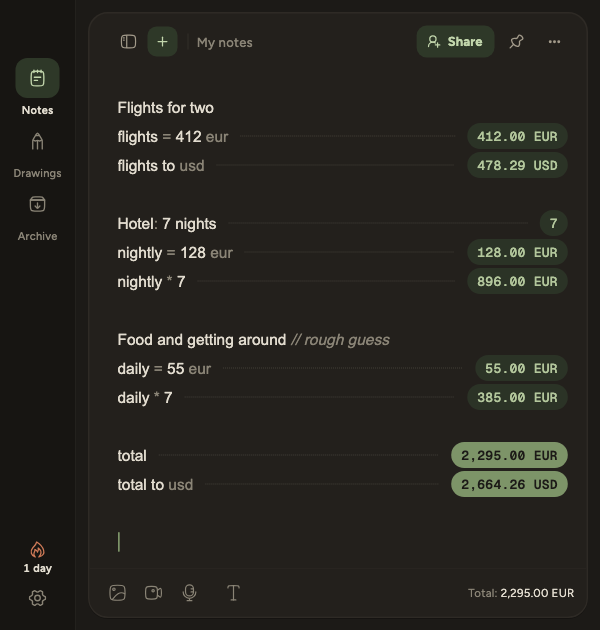 My notes
Share
Notes
Drawings
Archive
Flights for two
flights = 412 eur 412.00 EUR
flights to usd 478.29 USD
Hotel: 7 nights 7
nightly = 128 eur 128.00 EUR
nightly * 7 896.00 EUR
Food and getting around // rough guess
daily = 55 eur 55.00 EUR
daily * 7 385.00 EUR
total 2,295.00 EUR
total to usd 2,664.26 USD
1 day
Total: 2,295.00 EUR